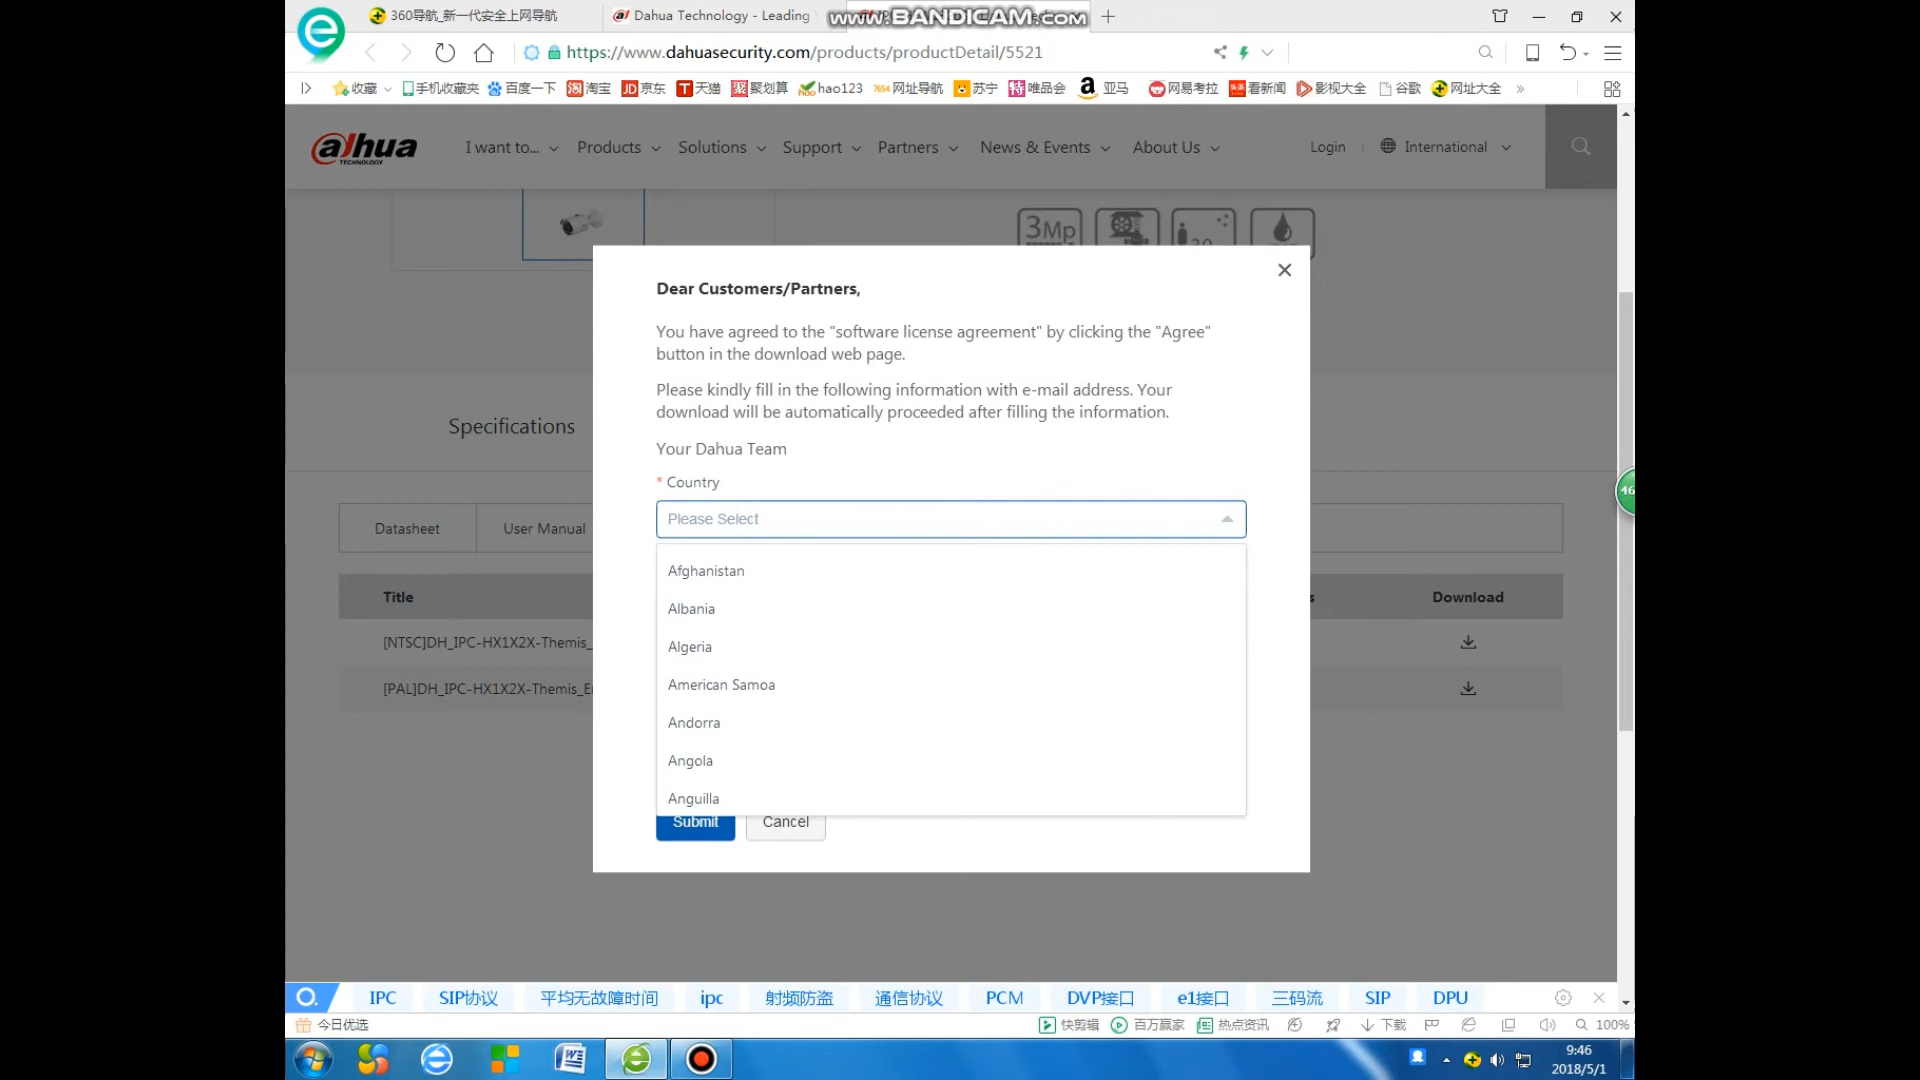 360导航_新一代安全上网导航
Dahua Technology - Leading
www.BANDICAM.com
https://www.dahuasecurity.com/products/productDetail/5521
收藏 手机收藏夹 百度一下 淘宝 JD 京东 T 天猫 聚 聚划算 hao123 网址导航 苏宁 特 唯品会 a 亚马 网易考拉 看新闻 影视大全 谷歌 网址大全 »
alhua TECHNOLOGY
I want to... Products Solutions Support Partners News & Events About Us Login International
3Mp
Dear Customers/Partners,
You have agreed to the "software license agreement" by clicking the "Agree"
button in the download web page.
Please kindly fill in the following information with e-mail address. Your
download will be automatically proceeded after filling the information.
Specifications
Your Dahua Team
* Country
46
Please Select
Datasheet User Manual
Afghanistan
Title
s Download
Albania
[NTSC]DH_IPC-HX1X2X-Themis_
Algeria
American Samoa
[PAL]DH_IPC-HX1X2X-Themis_E
Andorra
Angola
Anguilla
Submit Cancel
IPC SIP协议 平均无故障时间 ipc 射频防盗 通信协议 PCM DVP接口 e1接口 三码流 SIP DPU
今日优选 快剪辑 百万赢家 热点资讯 下载 100%
9:46
2018/5/1